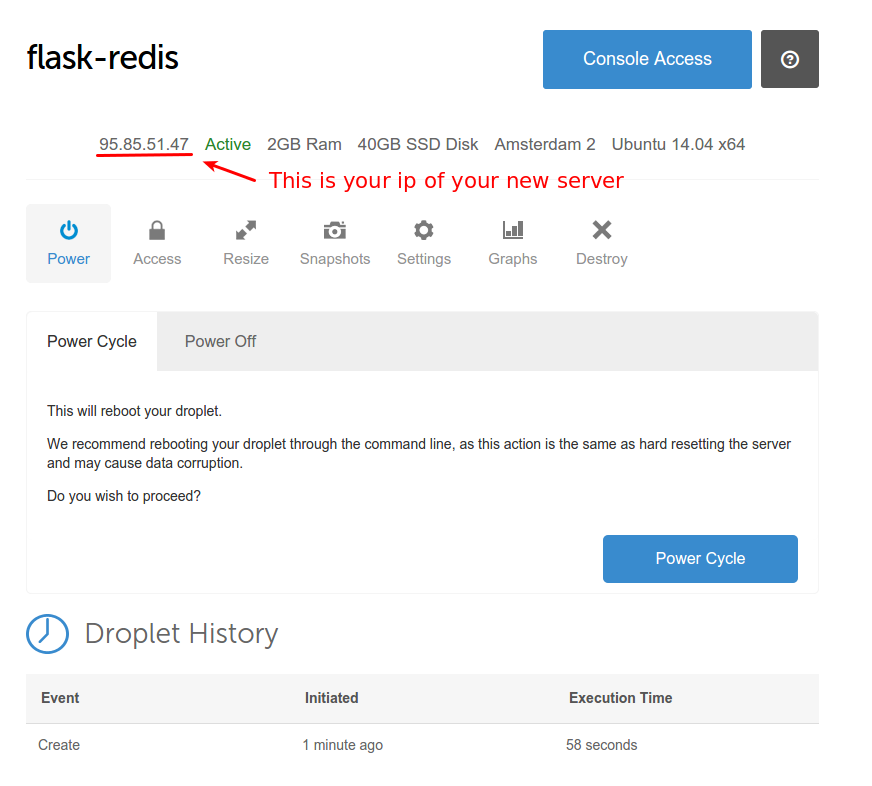 flask-redis
Console Access
95.85.51.47 Active 2GB Ram 40GB SSD Disk Amsterdam 2 Ubuntu 14.04 x64
This is your ip of your new server
Power Access Resize Snapshots Settings Graphs Destroy
Power Cycle Power Off
This will reboot your droplet.
We recommend rebooting your droplet through the command line, as this action is the same as hard resetting the server
and may cause data corruption.
Do you wish to proceed?
Power Cycle
Droplet History
Event Initiated Execution Time
Create 1 minute ago 58 seconds